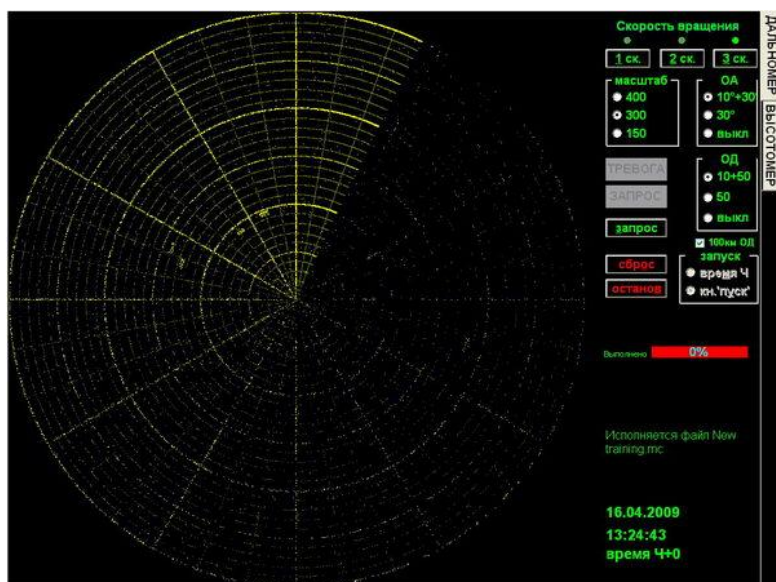 Скорость вращения
1 ск. 2 ск. 3 ск.
масштаб
400
300
150
ОА
10°+30°
30°
выкл
ТРЕВОГА
ЗАПРОС
запрос
сброс
останов
ОД
10+50
50
выкл
100км ОД
запуск
время Ч
кн.'пуск'
Выполнено 0%
Исполняется файл New
training.mc
16.04.2009
13:24:43
время Ч+0
ДАЛЬНОМЕР
ВЫСОТОМЕР